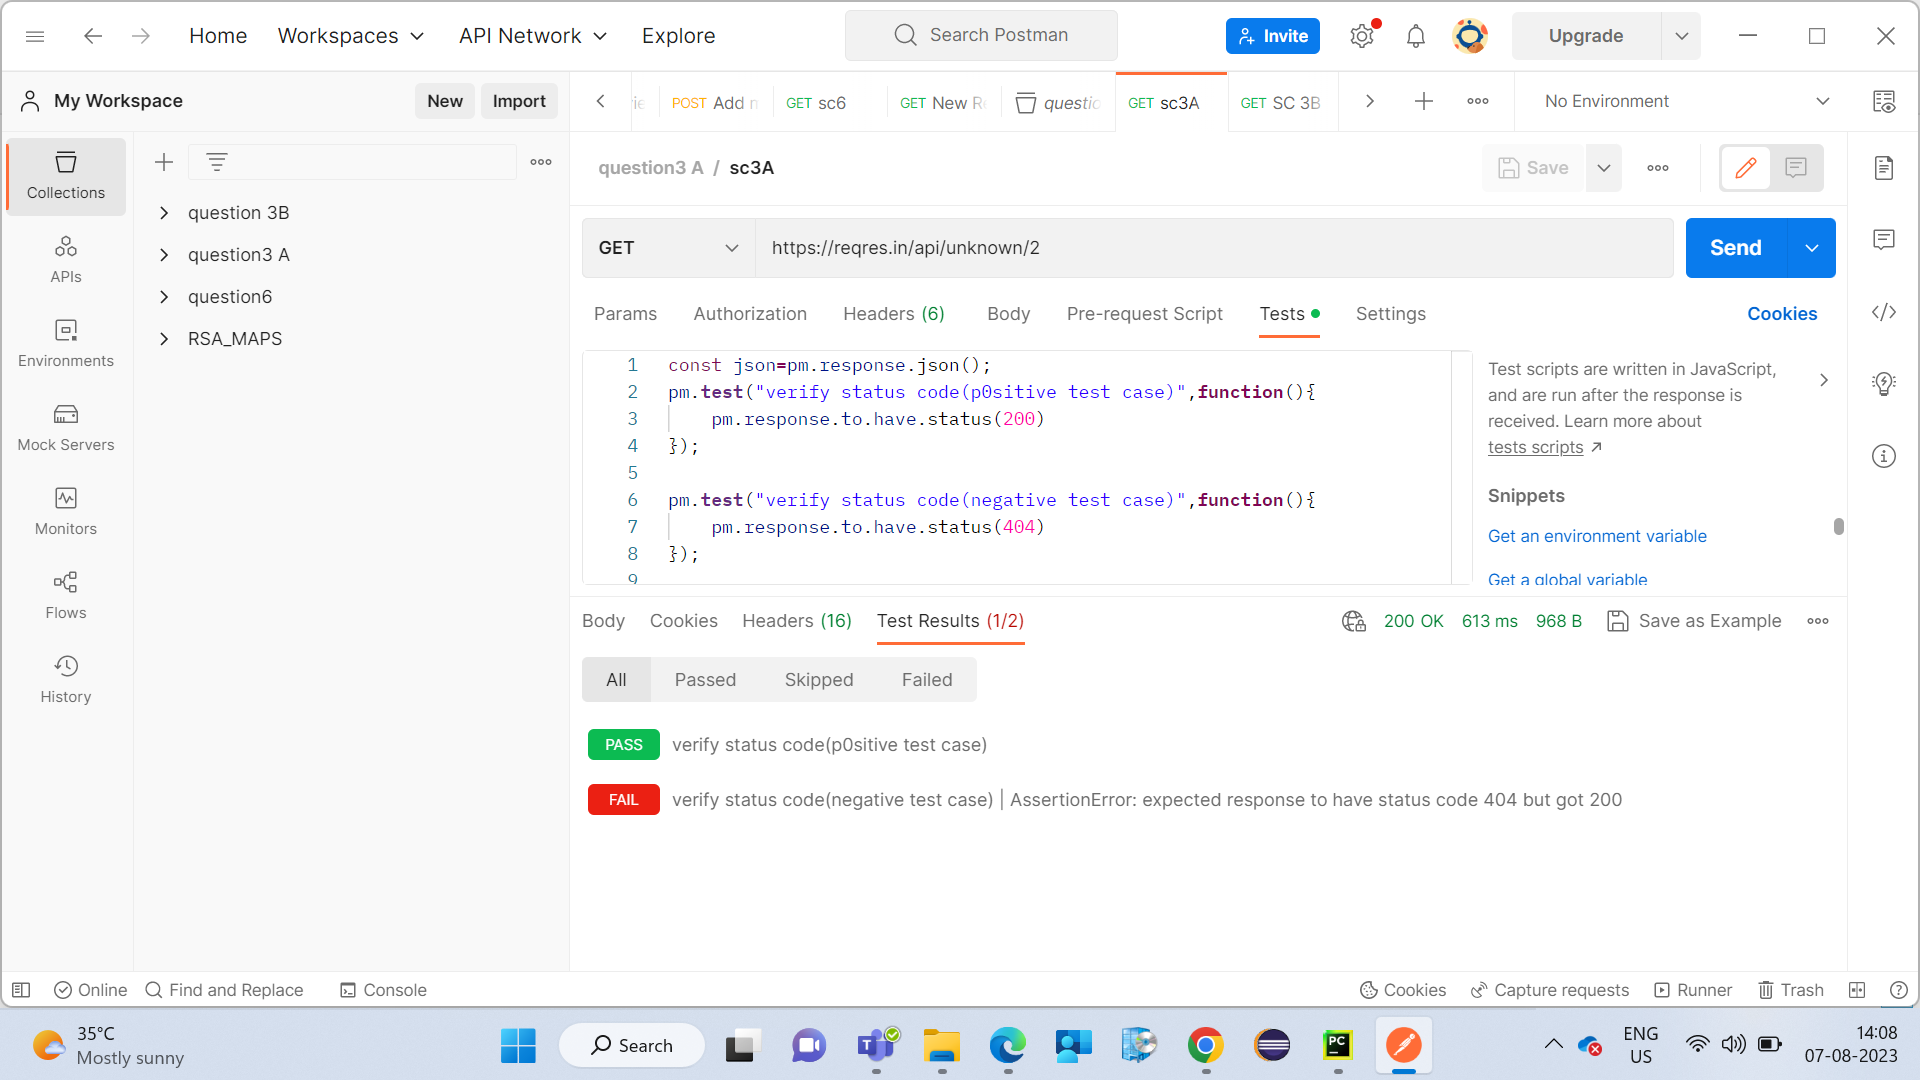 Home Workspaces API Network Explore Search Postman Invite Upgrade
My Workspace New Import POST Add n GET sc6 GET New Re questio GET sc3A GET SC 3B No Environment
Collections
APIs
Environments
Mock Servers
Monitors
Flows
History
question 3B
question3 A
question6
RSA_MAPS
question3 A / sc3A Save
GET https://reqres.in/api/unknown/2 Send
Params Authorization Headers (6) Body Pre-request Script Tests Settings Cookies
1 const json=pm.response.json();
2 pm.test("verify status code(p0sitive test case)",function(){
3 pm.response.to.have.status(200)
4 });
5
6 pm.test("verify status code(negative test case)",function(){
7 pm.response.to.have.status(404)
8 });
9
Test scripts are written in JavaScript,
and are run after the response is
received. Learn more about
tests scripts
Snippets
Get an environment variable
Get a global variable
Body Cookies Headers (16) Test Results (1/2) 200 OK 613 ms 968 B Save as Example
All Passed Skipped Failed
PASS verify status code(p0sitive test case)
FAIL verify status code(negative test case) | AssertionError: expected response to have status code 404 but got 200
Online Find and Replace Console Cookies Capture requests Runner Trash
35°C
Mostly sunny
Search
ENG
US
14:08
07-08-2023